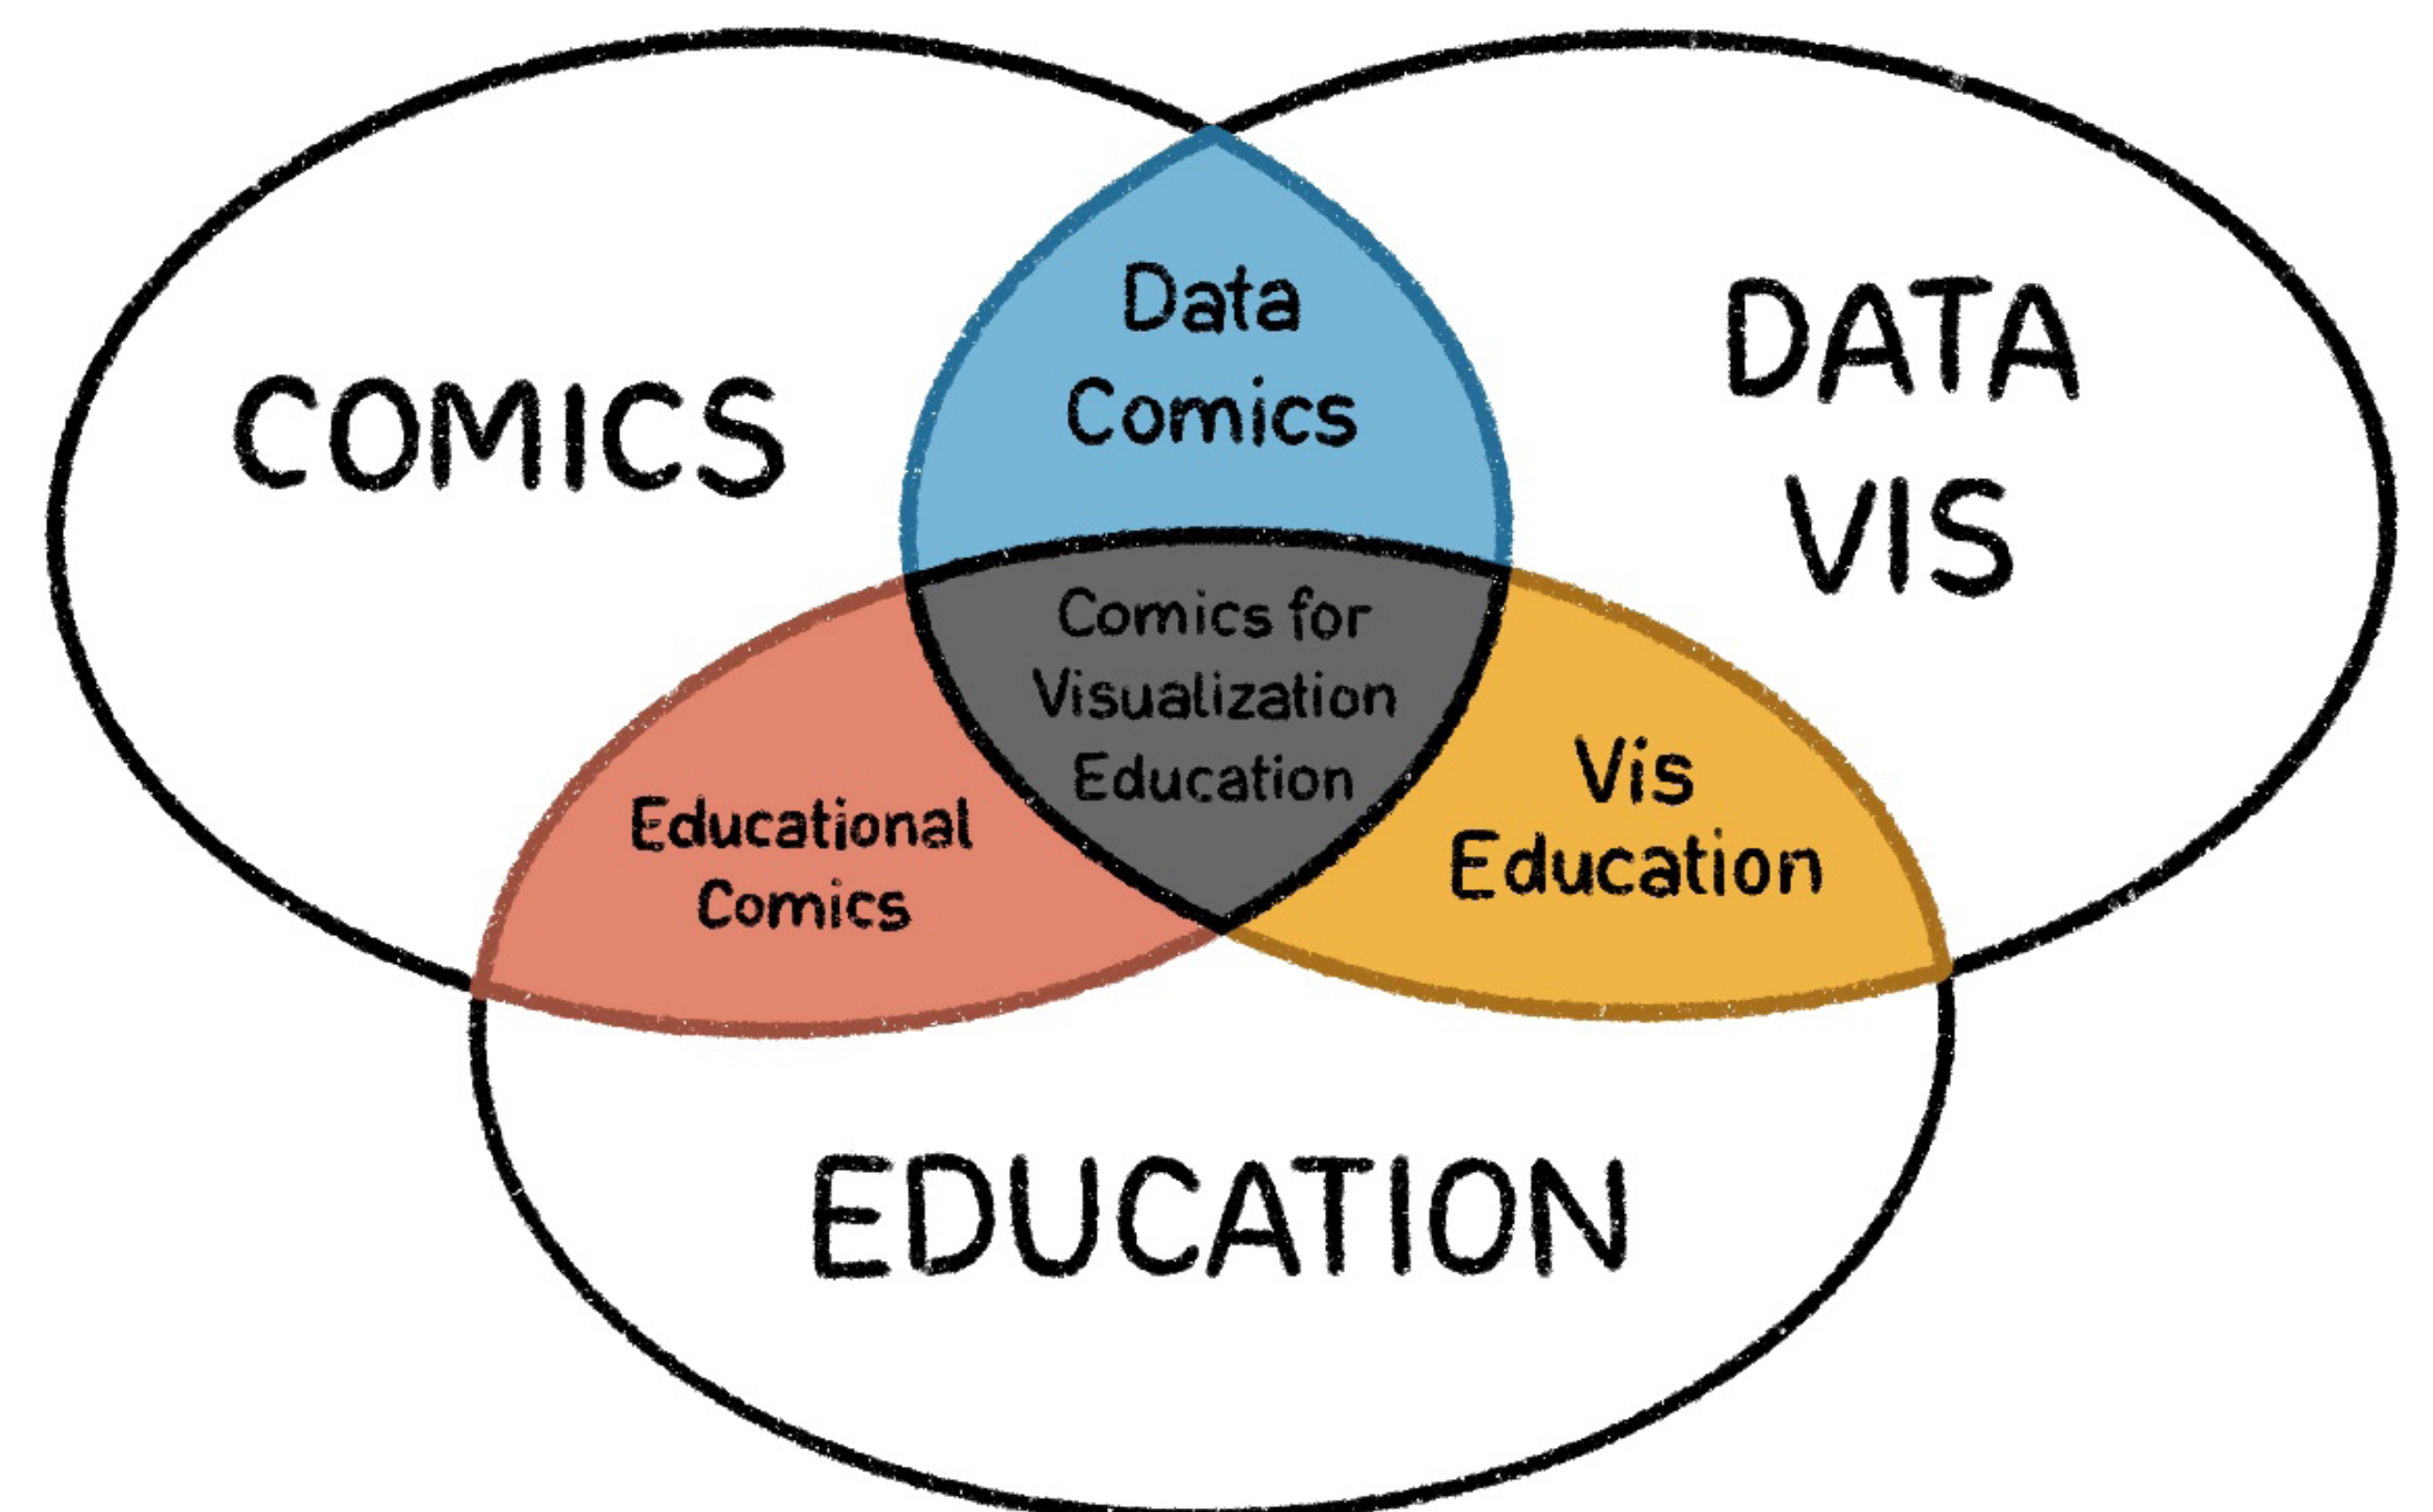 COMICS
DATA
VIS
Data
Comics
Comics for
Visualization
Education
Educational
Comics
Vis
Education
EDUCATION